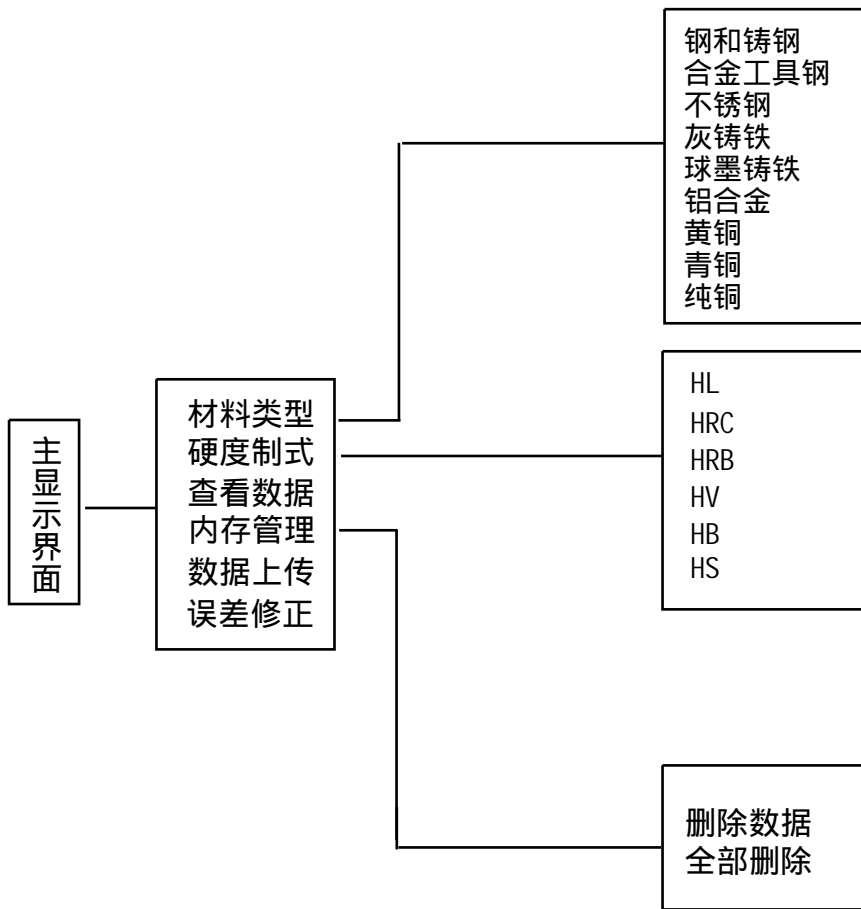 主显示界面
材料类型
硬度制式
查看数据
内存管理
数据上传
误差修正
钢和铸钢
合金工具钢
不锈钢
灰铸铁
球墨铸铁
铝合金
黄铜
青铜
纯铜
HL
HRC
HRB
HV
HB
HS
删除数据
全部删除